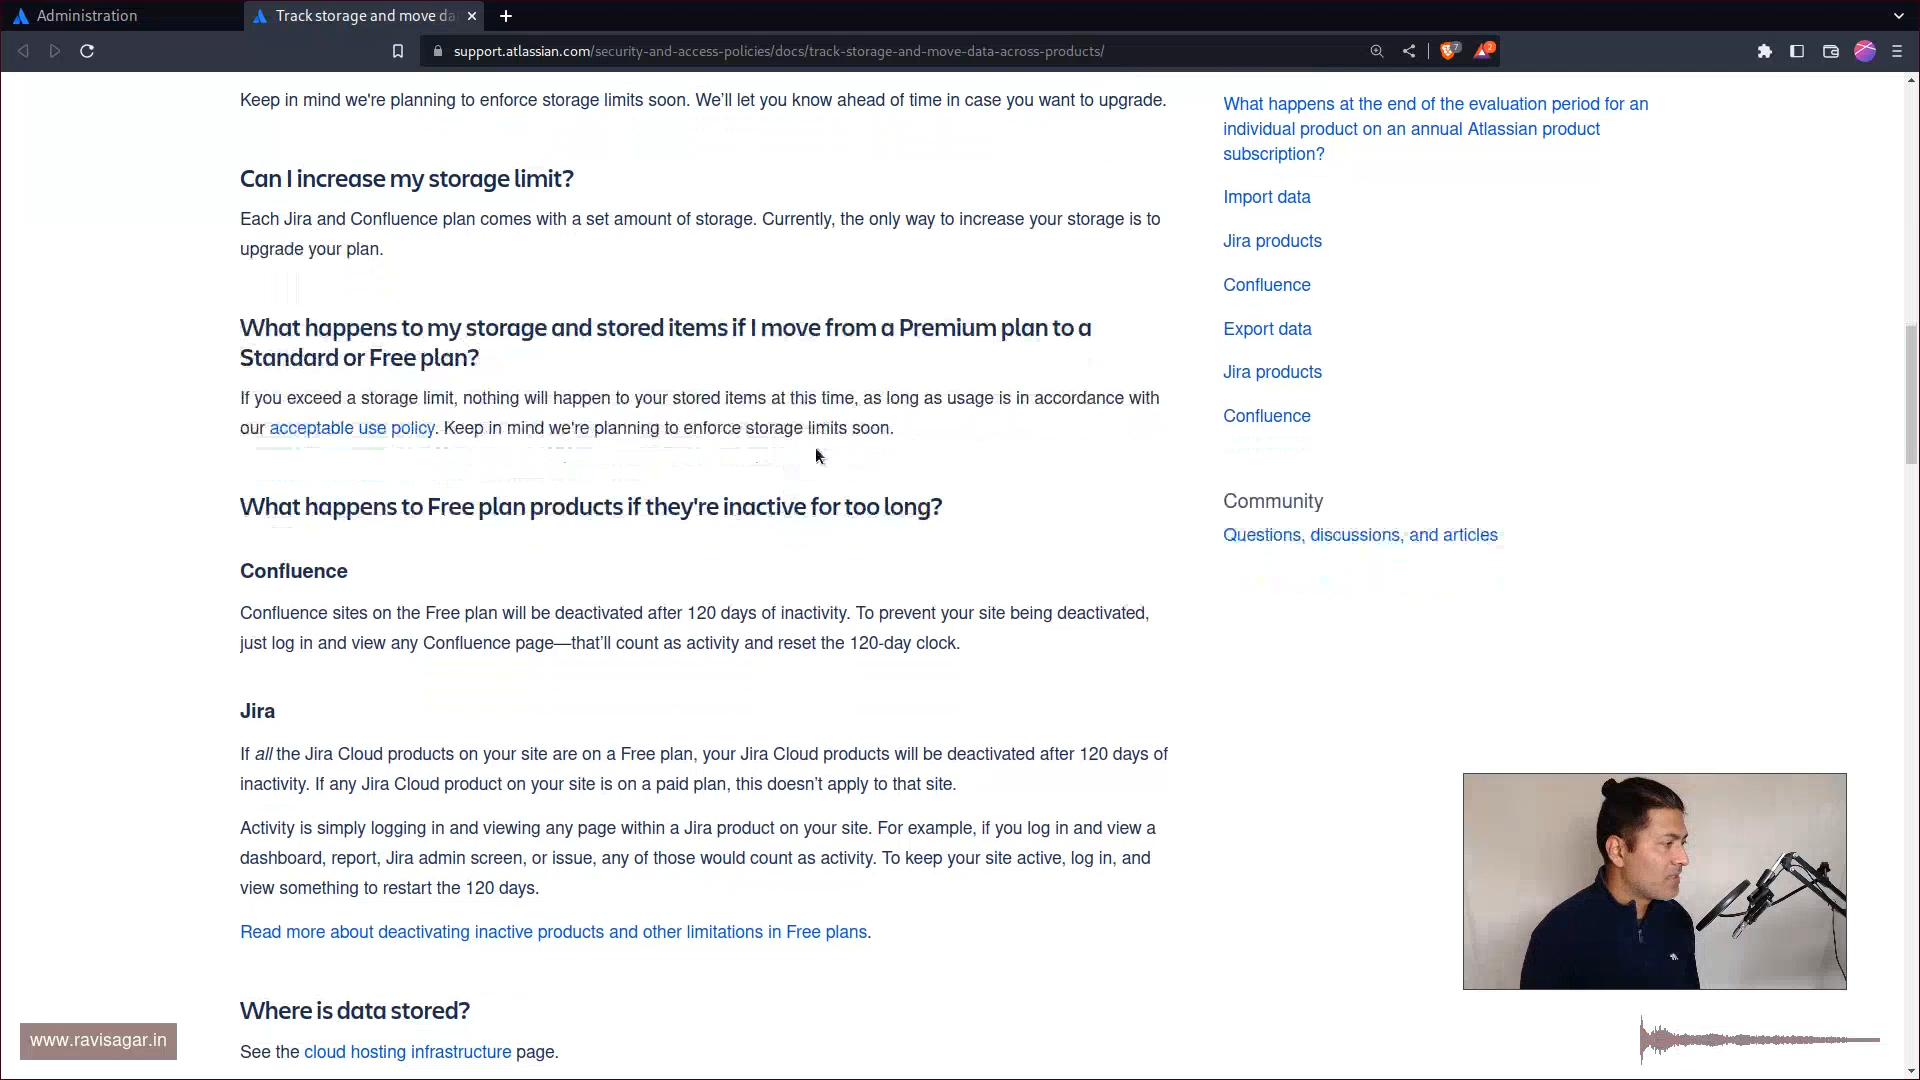 Administration
Track storage and move da
support.atlassian.com/security-and-access-policies/docs/track-storage-and-move-data-across-products/
7
2
Keep in mind we're planning to enforce storage limits soon. We’ll let you know ahead of time in case you want to upgrade.
Can I increase my storage limit?
Each Jira and Confluence plan comes with a set amount of storage. Currently, the only way to increase your storage is to
upgrade your plan.
What happens to my storage and stored items if I move from a Premium plan to a
Standard or Free plan?
If you exceed a storage limit, nothing will happen to your stored items at this time, as long as usage is in accordance with
our acceptable use policy. Keep in mind we're planning to enforce storage limits soon.
What happens to Free plan products if they're inactive for too long?
Confluence
Confluence sites on the Free plan will be deactivated after 120 days of inactivity. To prevent your site being deactivated,
just log in and view any Confluence page—that’ll count as activity and reset the 120-day clock.
Jira
If all the Jira Cloud products on your site are on a Free plan, your Jira Cloud products will be deactivated after 120 days of
inactivity. If any Jira Cloud product on your site is on a paid plan, this doesn’t apply to that site.
Activity is simply logging in and viewing any page within a Jira product on your site. For example, if you log in and view a
dashboard, report, Jira admin screen, or issue, any of those would count as activity. To keep your site active, log in, and
view something to restart the 120 days.
Read more about deactivating inactive products and other limitations in Free plans.
Where is data stored?
See the cloud hosting infrastructure page.
What happens at the end of the evaluation period for an
individual product on an annual Atlassian product
subscription?
Import data
Jira products
Confluence
Export data
Jira products
Confluence
Community
Questions, discussions, and articles
www.ravisagar.in